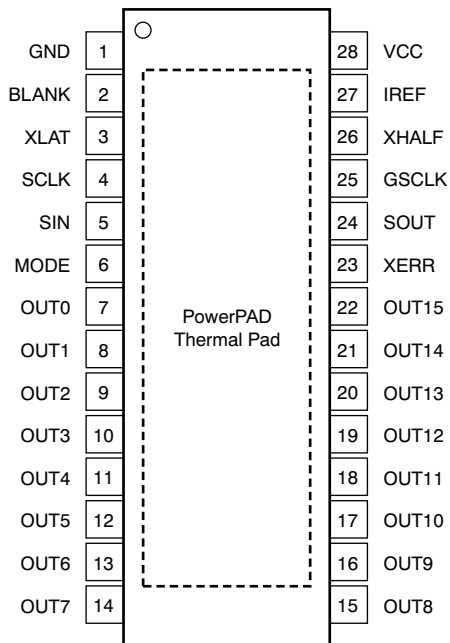 GND 1 28 VCC
BLANK 2 27 IREF
XLAT 3 26 XHALF
SCLK 4 25 GSCLK
SIN 5 24 SOUT
MODE 6 23 XERR
OUT0 7 22 OUT15
PowerPAD
Thermal Pad
OUT1 8 21 OUT14
OUT2 9 20 OUT13
OUT3 10 19 OUT12
OUT4 11 18 OUT11
OUT5 12 17 OUT10
OUT6 13 16 OUT9
OUT7 14 15 OUT8